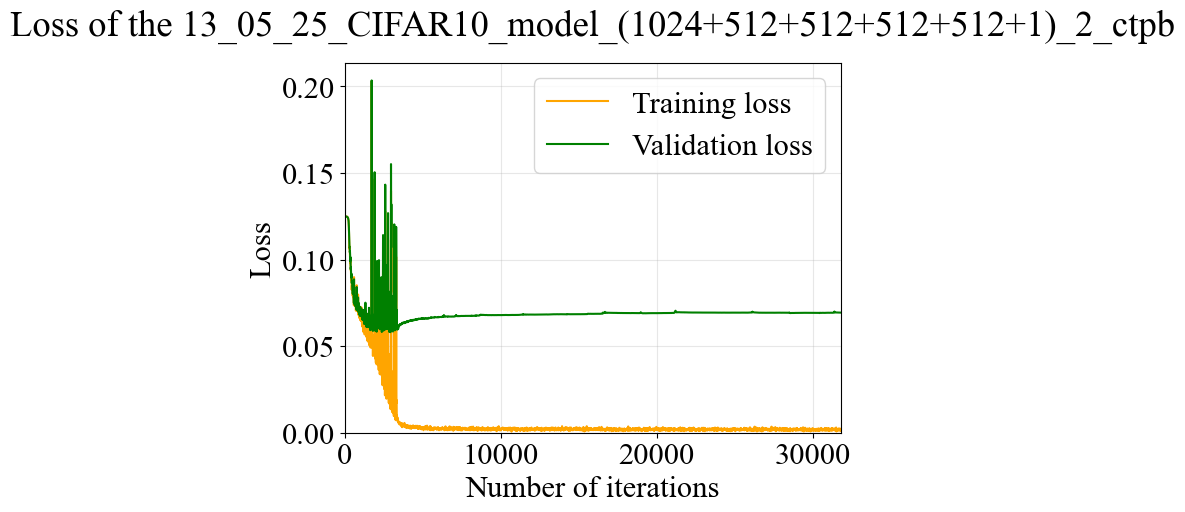 Loss of the 13_05_25_CIFAR10_model_(1024+512+512+512+512+1)_2_ctpb
Training loss
Validation loss
0.20
0.15
0.10
0.05
0.00
Loss
0
10000
20000
30000
Number of iterations